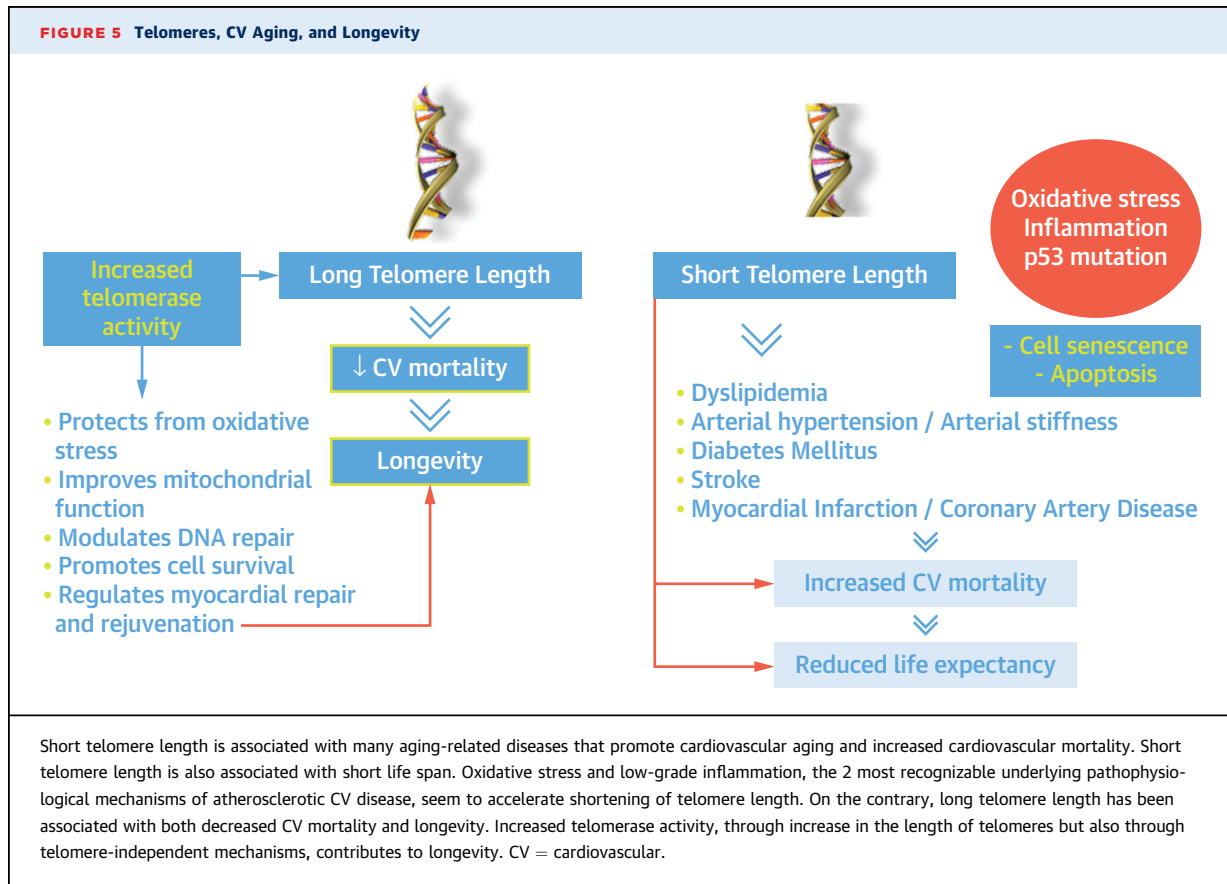 FIGURE 5 Telomeres, CV Aging, and Longevity
Increased
telomerase
activity
Long Telomere Length
↓ CV mortality
Longevity
• Protects from oxidative
stress
• Improves mitochondrial
function
• Modulates DNA repair
• Promotes cell survival
• Regulates myocardial repair
and rejuvenation
Short Telomere Length
Oxidative stress
Inflammation
p53 mutation
- Cell senescence
- Apoptosis
• Dyslipidemia
• Arterial hypertension / Arterial stiffness
• Diabetes Mellitus
• Stroke
• Myocardial Infarction / Coronary Artery Disease
Increased CV mortality
Reduced life expectancy
Short telomere length is associated with many aging-related diseases that promote cardiovascular aging and increased cardiovascular mortality. Short
telomere length is also associated with short life span. Oxidative stress and low-grade inflammation, the 2 most recognizable underlying pathophysio-
logical mechanisms of atherosclerotic CV disease, seem to accelerate shortening of telomere length. On the contrary, long telomere length has been
associated with both decreased CV mortality and longevity. Increased telomerase activity, through increase in the length of telomeres but also through
telomere-independent mechanisms, contributes to longevity. CV = cardiovascular.